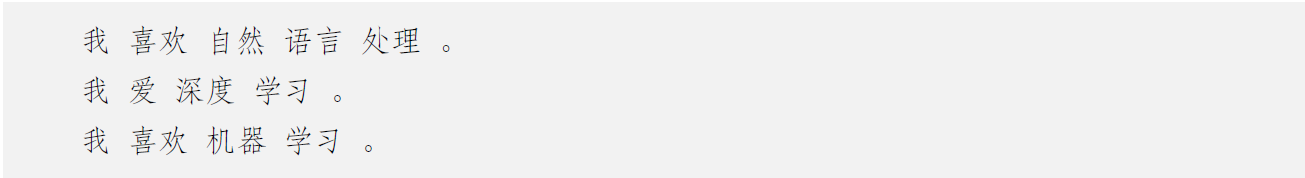 我 喜欢 自然 语言 处理 。
我 爱 深度 学习 。
我 喜欢 机器 学习 。